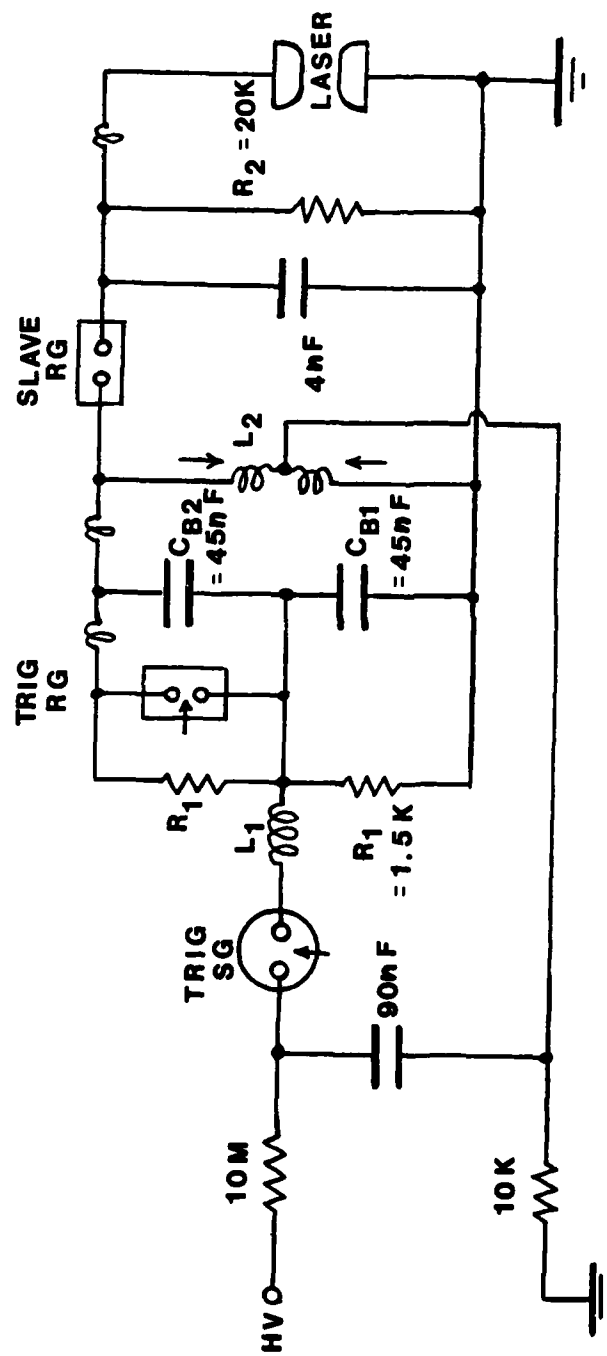 HV
10M
TRIG
SG
90nF
10K
L1
R1
R1
=1.5K
TRIG
RG
CB2
=45nF
CB1
=45nF
L2
SLAVE
RG
4nF
R2=20K
LASER